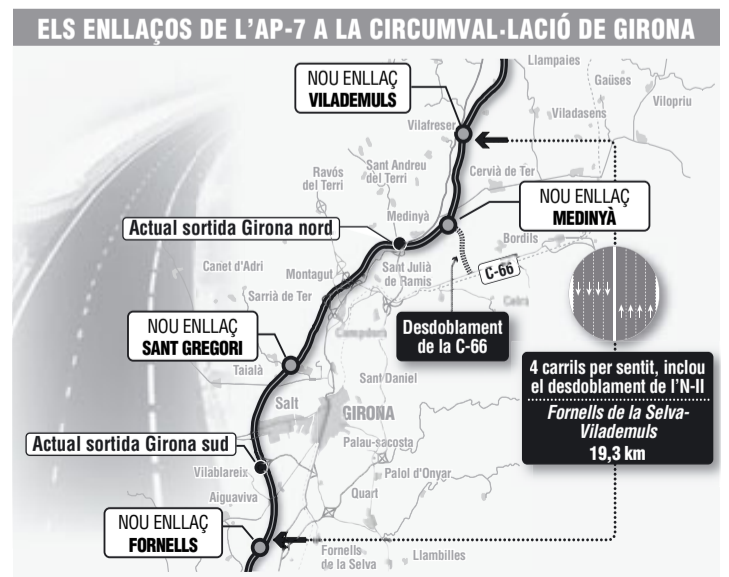 ELS ENLLAÇOS DE L'AP-7 A LA CIRCUMVAL·LACIÓ DE GIRONA
Llampaies
NOU ENLLAÇ
VILADEMULS
Gaüses
Vilopriu
Viladasens
Vilafreser
Sant Andreu
del Terri
Ravós
del Terri
Cervià de Ter
NOU ENLLAÇ
MEDINYÀ
Medinyà
Actual sortida Girona nord
Bordils
Canet d'Adri
Montagut
Sant Julià
de Ramis
C-66
Sarrià de Ter
Celrà
NOU ENLLAÇ
SANT GREGORI
Campdorà
Desdoblament
de la C-66
4 carrils per sentit, inclou
el desdoblament de l'N-II
Taialà
Sant Daniel
Salt
GIRONA
Fornells de la Selva-
Vilademuls
19,3 km
Actual sortida Girona sud
Palau-sacosta
Vilablareix
Palol d'Onyar
Aiguaviva
Quart
NOU ENLLAÇ
FORNELLS
Fornells
de la Selva
Llambilles